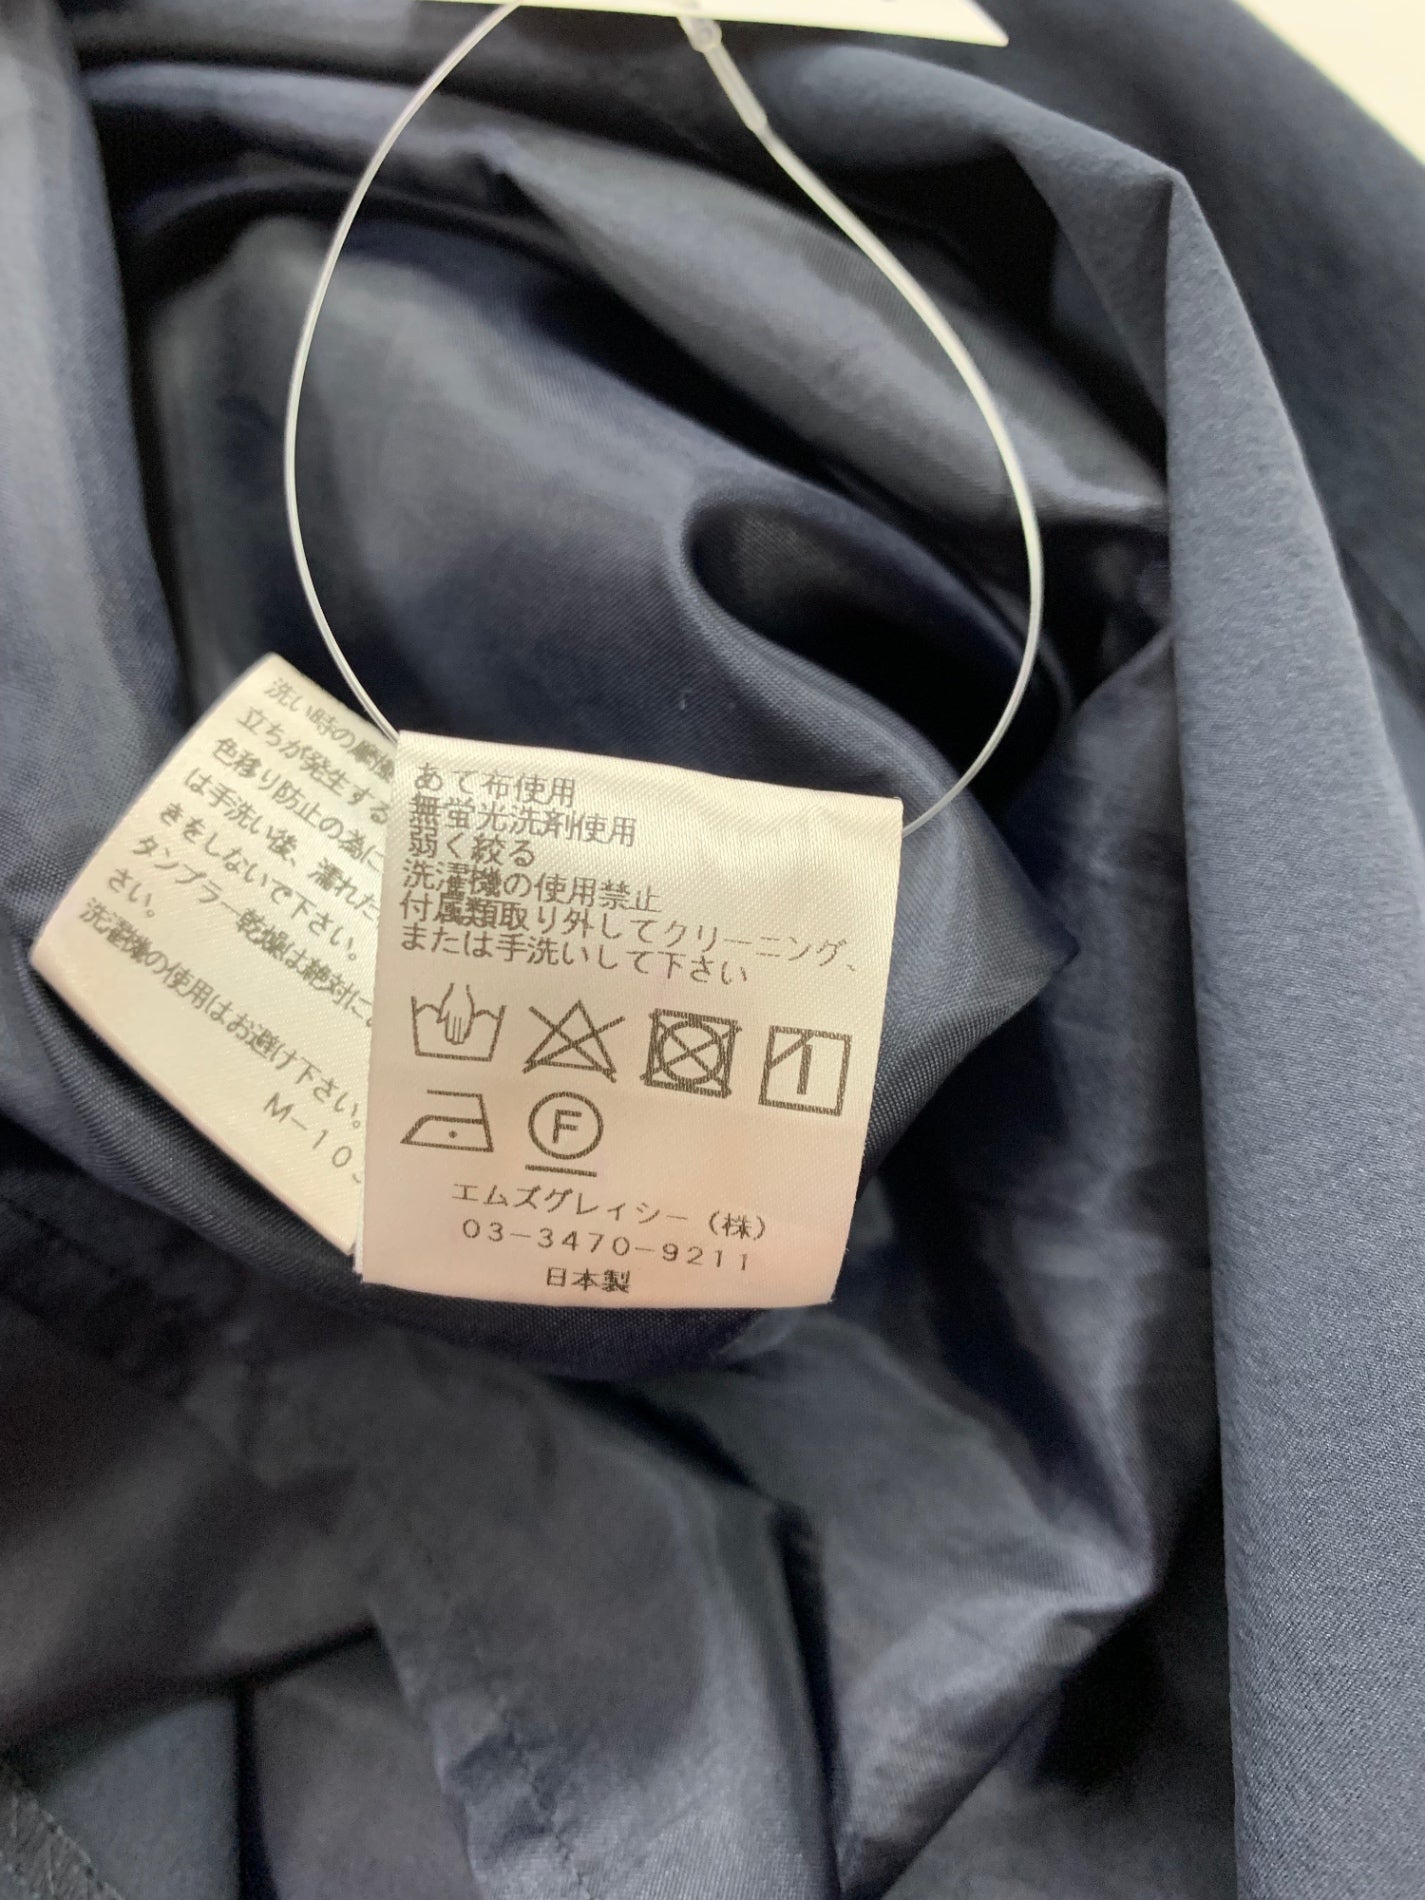 洗い時の摩擦
立ちが発生する
色移り防止の為に
は手洗い後、濡れた
きをしないで下さい。
タンブラー乾燥は絶対に
さい。
洗濯機の使用はお避け下さい。
M-10
あて布使用
無蛍光洗剤使用
弱く絞る
洗濯機の使用禁止
付属類取り外してクリーニング、
または手洗いして下さい
F
エムズグレイシー（株）
03-3470-9211
日本製